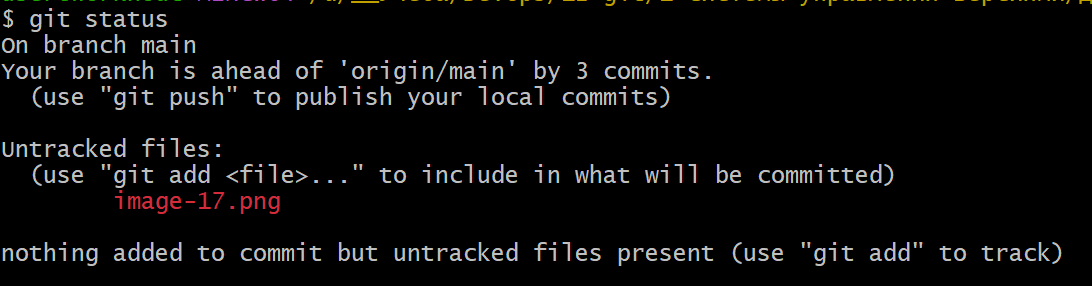 $ git status
On branch main
Your branch is ahead of 'origin/main' by 3 commits.
  (use "git push" to publish your local commits)

Untracked files:
  (use "git add <file>..." to include in what will be committed)
        image-17.png

nothing added to commit but untracked files present (use "git add" to track)